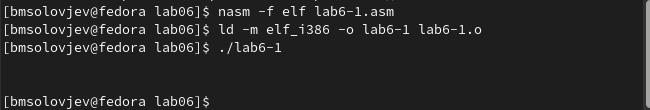 [bmsolovjev@fedora lab06]$ nasm -f elf lab6-1.asm
[bmsolovjev@fedora lab06]$ ld -m elf_i386 -o lab6-1 lab6-1.o
[bmsolovjev@fedora lab06]$ ./lab6-1
[bmsolovjev@fedora lab06]$